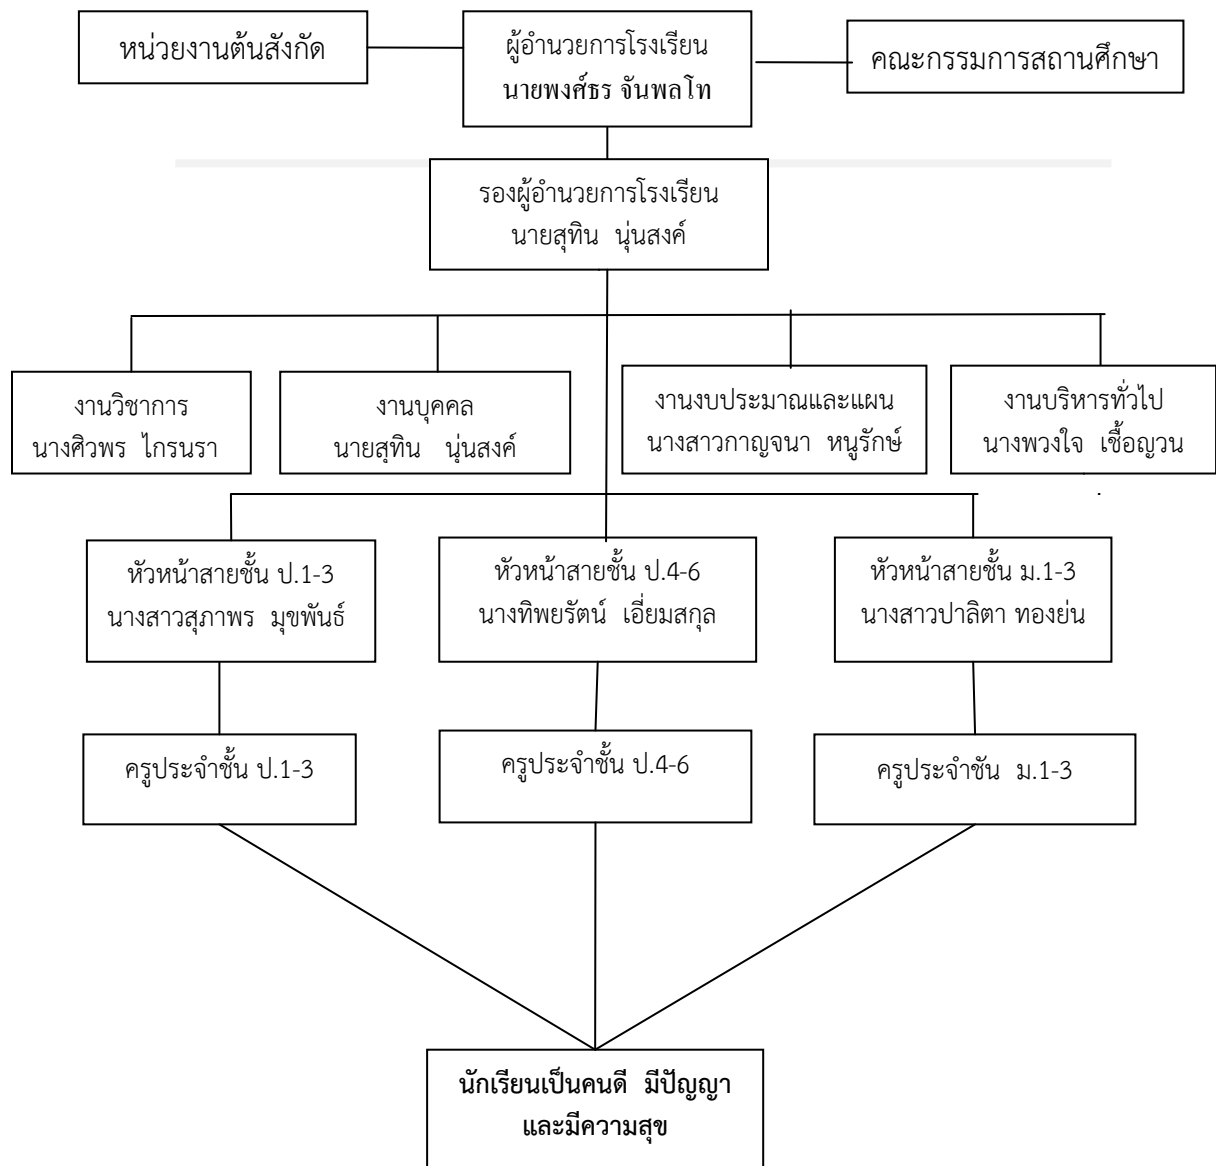 หน่วยงานต้นสังกัด
ผู้อำนวยการโรงเรียน
นายพงศ์ธร จันพลโท
คณะกรรมการสถานศึกษา
รองผู้อำนวยการโรงเรียน
นายสุทิน นุ่นสงค์
งานวิชาการ
นางศิวพร ไกรนรา
งานบุคคล
นายสุทิน นุ่นสงค์
งานงบประมาณและแผน
นางสาวกาญจนา หนูรักษ์
งานบริหารทั่วไป
นางพวงใจ เชื้อญวน
หัวหน้าสายชั้น ป.1-3
นางสาวสุภาพร มุขพันธ์
หัวหน้าสายชั้น ป.4-6
นางทิพยรัตน์ เอี่ยมสกุล
หัวหน้าสายชั้น ม.1-3
นางสาวปาลิตา ทองย่น
ครูประจำชั้น ป.1-3
ครูประจำชั้น ป.4-6
ครูประจำชัน ม.1-3
นักเรียนเป็นคนดี มีปัญญา
และมีความสุข